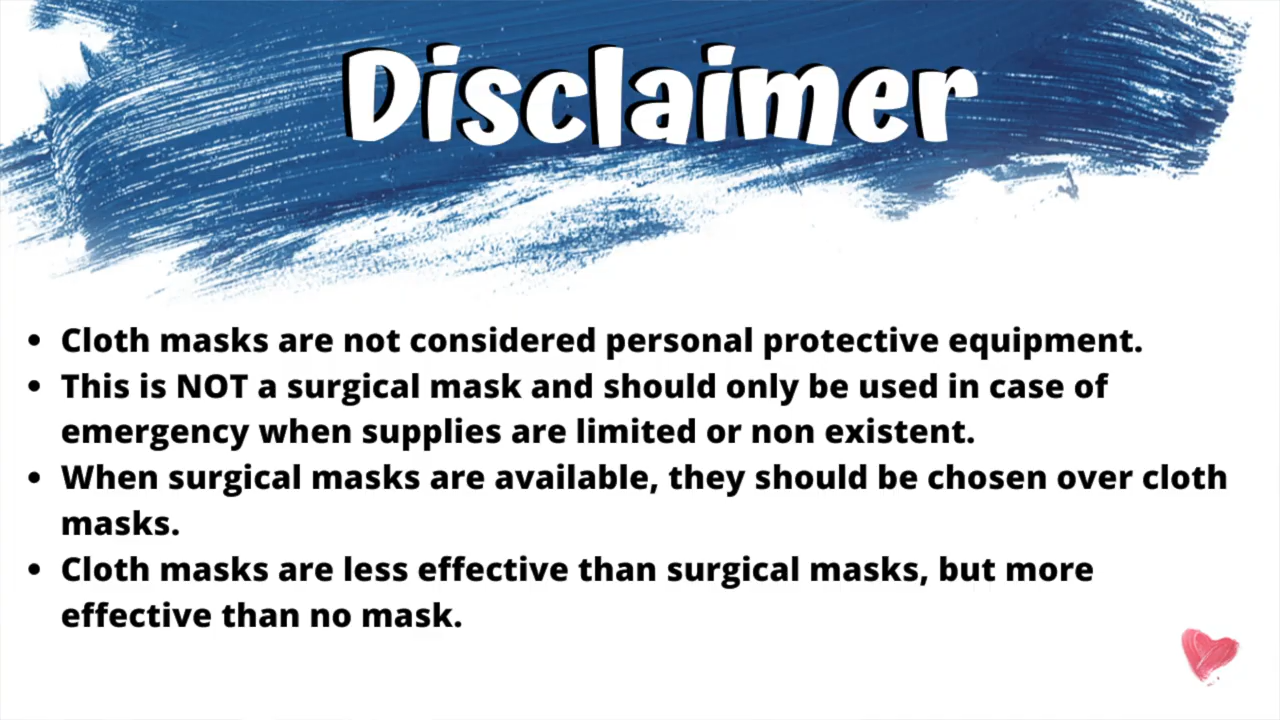 Disclaimer
• Cloth masks are not considered personal protective equipment.
• This is NOT a surgical mask and should only be used in case of
emergency when supplies are limited or non existent.
• When surgical masks are available, they should be chosen over cloth
masks.
• Cloth masks are less effective than surgical masks, but more
effective than no mask.